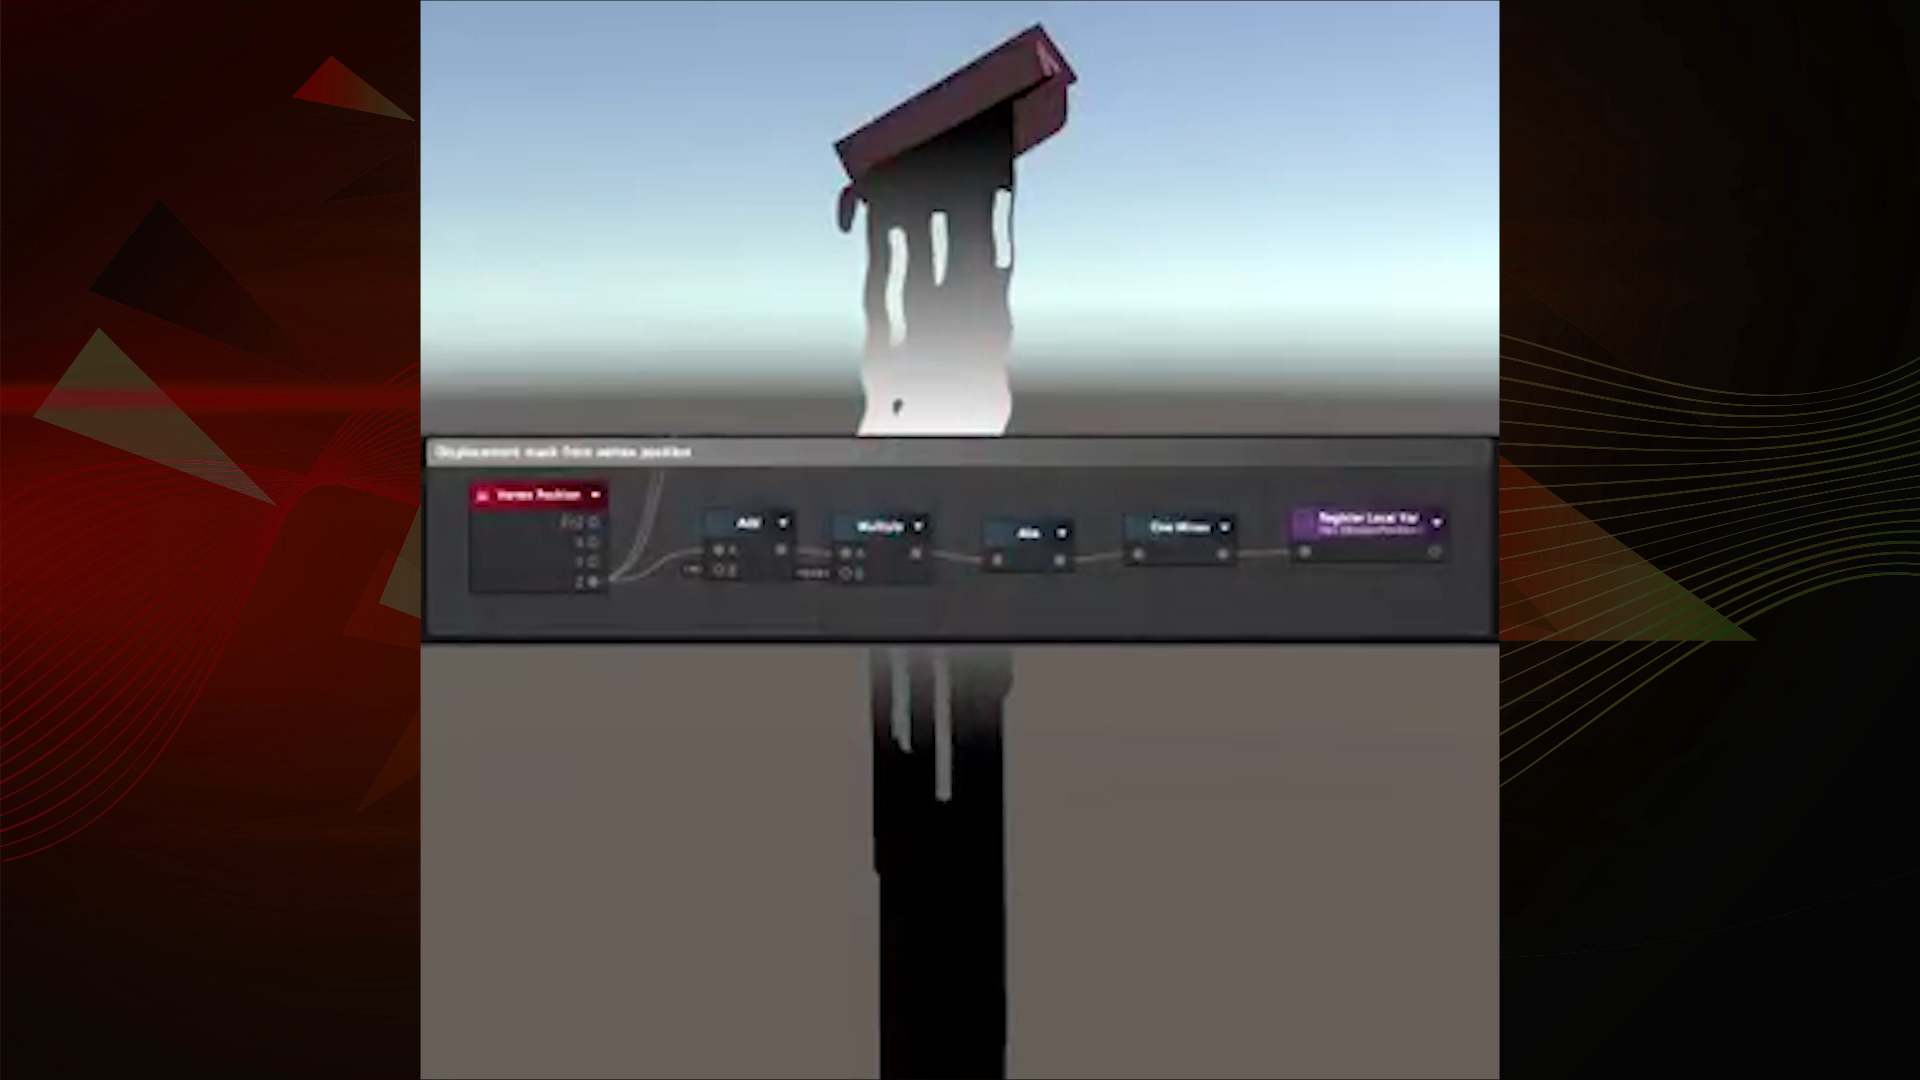 Displacement mask from vertex position
Vertex Position
Add
Multiply
Abs
One Minus
Register Local Var